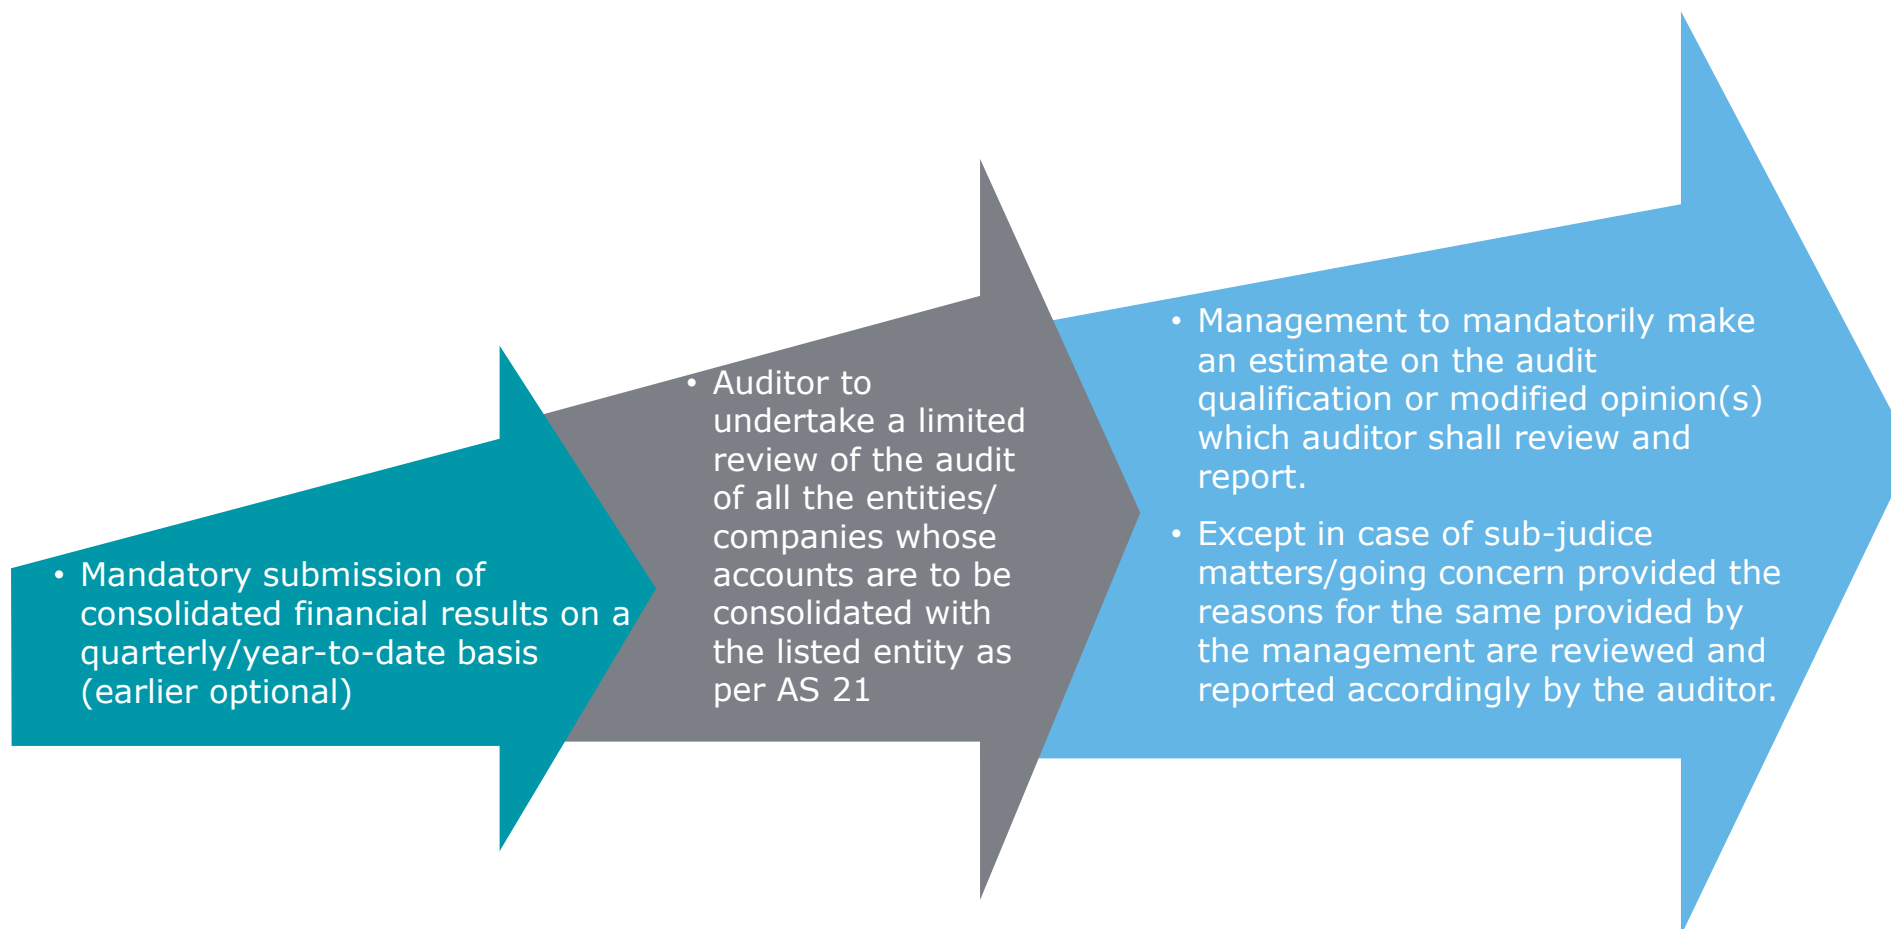 • Mandatory submission of
consolidated financial results on a
quarterly/year-to-date basis
(earlier optional)
• Auditor to
undertake a limited
review of the audit
of all the entities/
companies whose
accounts are to be
consolidated with
the listed entity as
per AS 21
• Management to mandatorily make
an estimate on the audit
qualification or modified opinion(s)
which auditor shall review and
report.
• Except in case of sub-judice
matters/going concern provided the
reasons for the same provided by
the management are reviewed and
reported accordingly by the auditor.